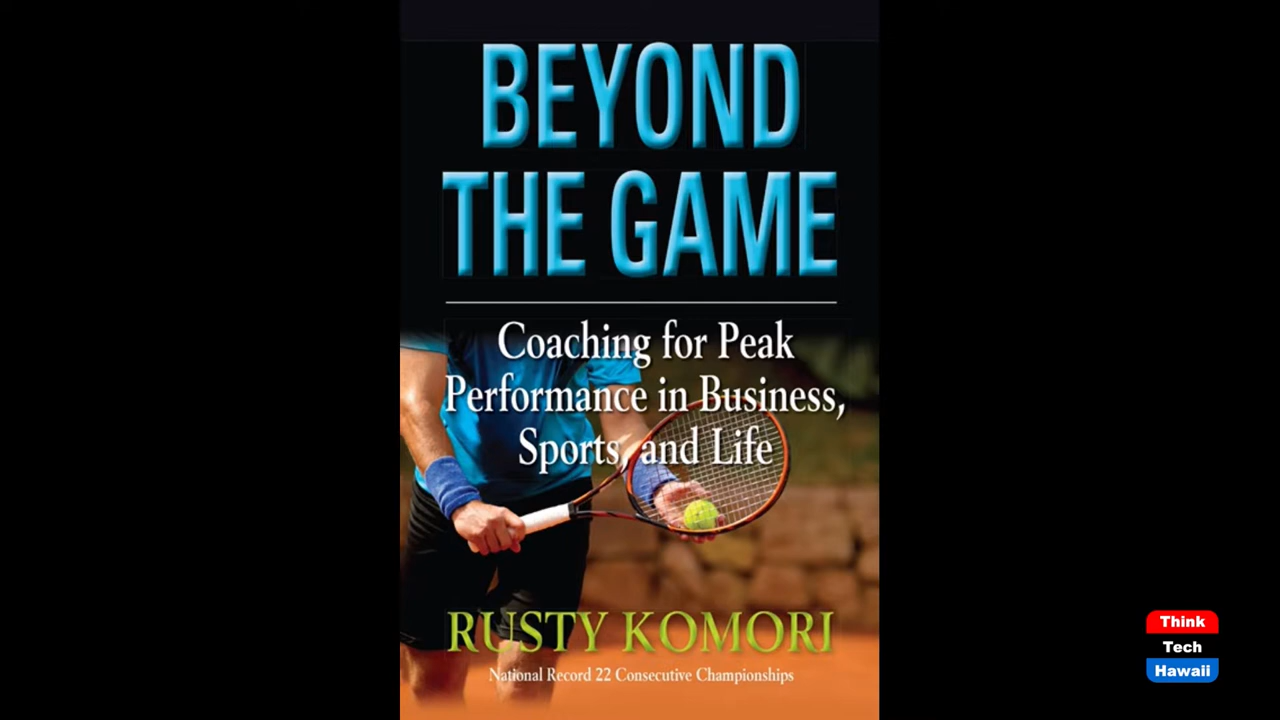 BEYOND
THE GAME
Coaching for Peak
Performance in Business,
Sports, and Life
RUSTY KOMORI
National Record 22 Consecutive Championships
Think
Tech
Hawaii